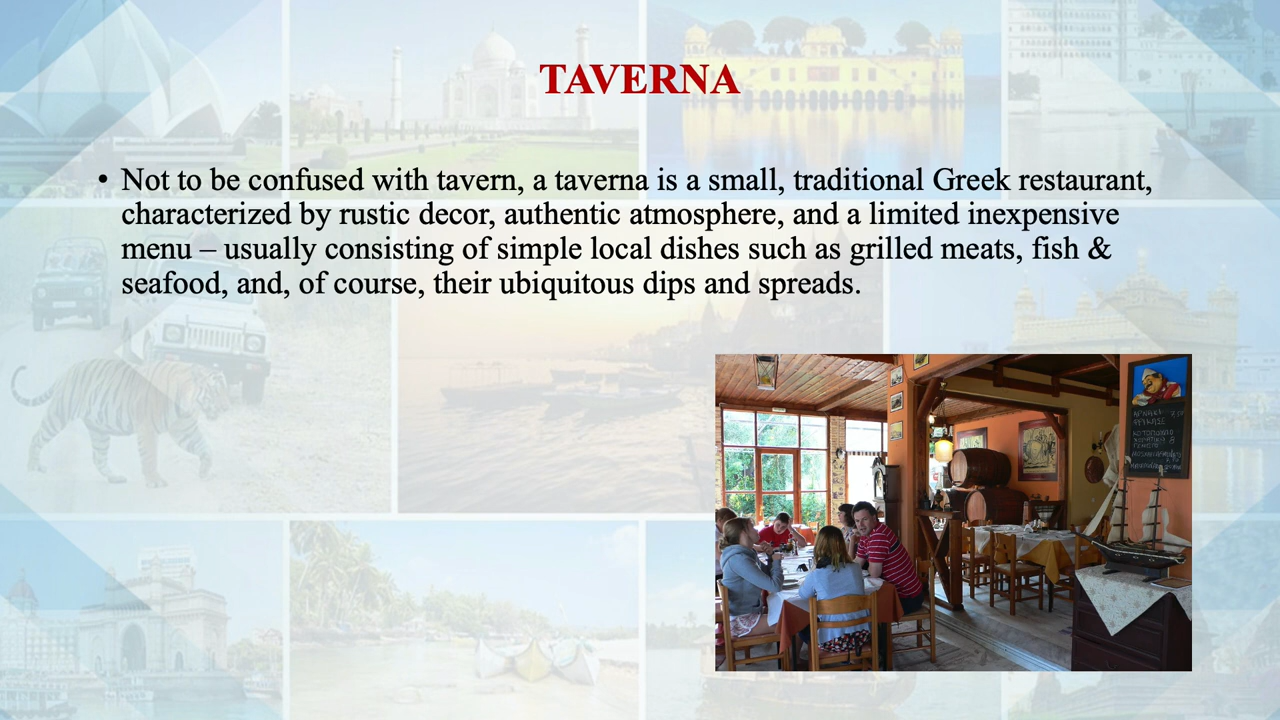 TAVERNA
• Not to be confused with tavern, a taverna is a small, traditional Greek restaurant,
characterized by rustic decor, authentic atmosphere, and a limited inexpensive
menu – usually consisting of simple local dishes such as grilled meats, fish &
seafood, and, of course, their ubiquitous dips and spreads.